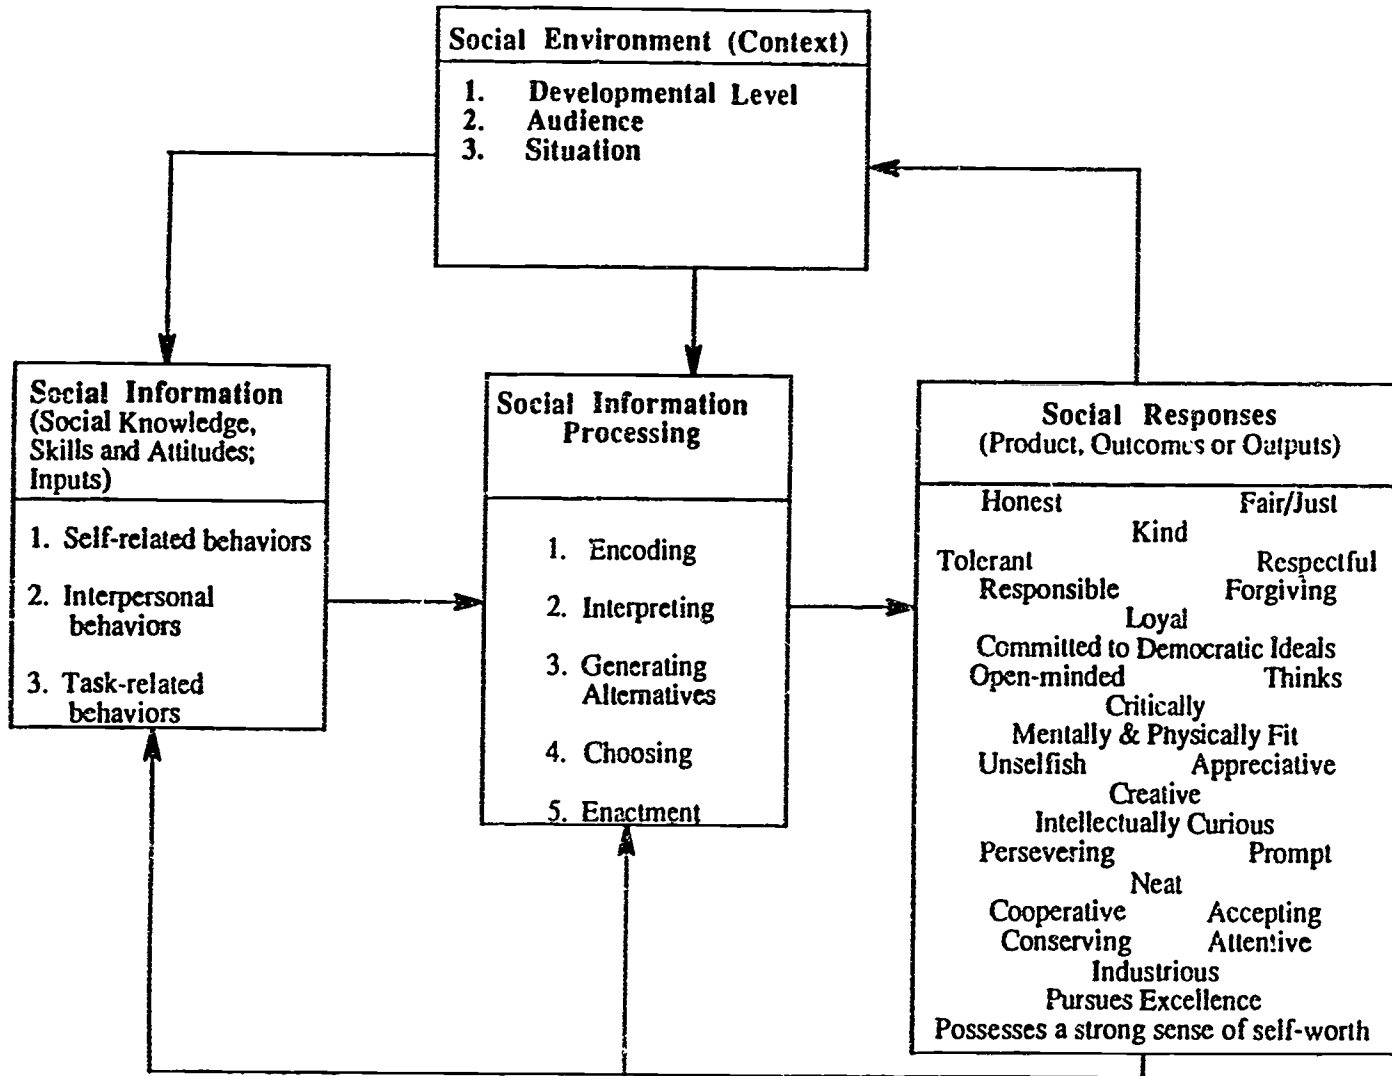 Social Environment (Context)
1. Developmental Level
2. Audience
3. Situation
Social Information
(Social Knowledge,
Skills and Attitudes;
Inputs)
1. Self-related behaviors
2. Interpersonal
behaviors
3. Task-related
behaviors
Social Information
Processing
1. Encoding
2. Interpreting
3. Generating
Alternatives
4. Choosing
5. Enactment
Social Responses
(Product, Outcomes or Outputs)
Honest Fair/Just
Kind
Tolerant Respectful
Responsible Forgiving
Loyal
Committed to Democratic Ideals
Open-minded Thinks
Critically
Mentally & Physically Fit
Unselfish Appreciative
Creative
Intellectually Curious
Persevering Prompt
Neat
Cooperative Accepting
Conserving Attentive
Industrious
Pursues Excellence
Possesses a strong sense of self-worth